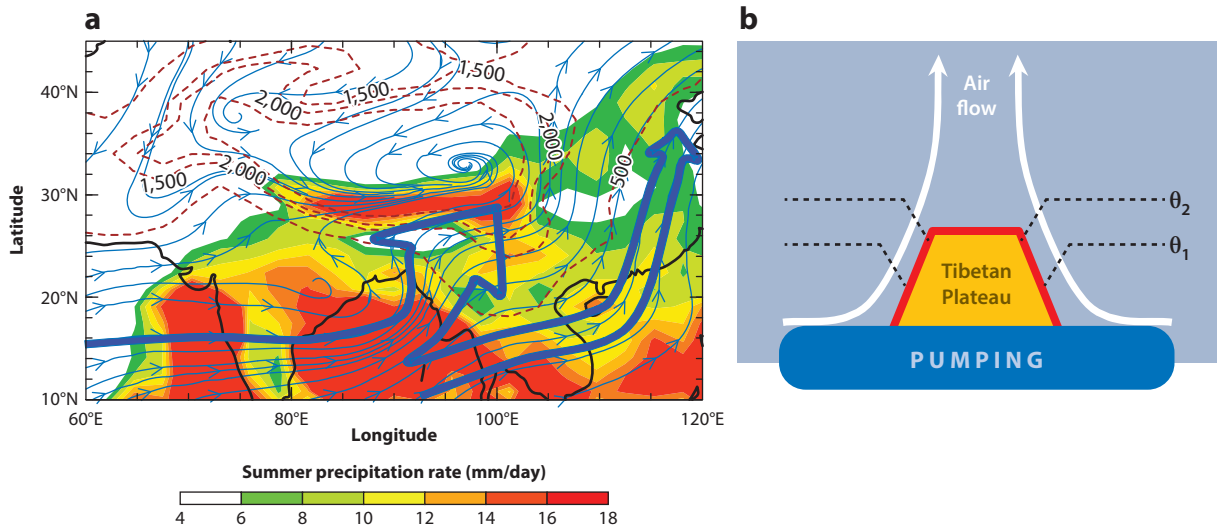 a
b
1,500
2,000
1,500
1,500
2,000
2,000
1,500
500
40°N
30°N
20°N
10°N
Latitude
60°E
80°E
100°E
120°E
Longitude
Summer precipitation rate (mm/day)
4
6
8
10
12
14
16
18
Air
flow
θ2
θ1
Tibetan
Plateau
PUMPING